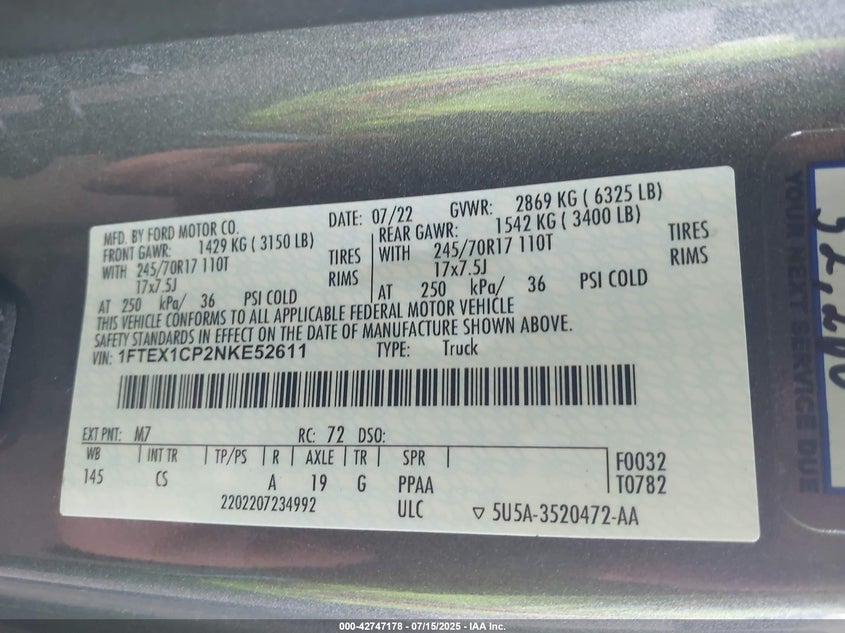 MFD. BY FORD MOTOR CO.
DATE: 07/22
GVWR: 2869 KG ( 6325 LB)
FRONT GAWR: 1429 KG ( 3150 LB)
REAR GAWR: 1542 KG ( 3400 LB)
WITH 245/70R17 110T TIRES
WITH 245/70R17 110T TIRES
17x7.5J RIMS
17x7.5J RIMS
AT 250 kPa/ 36 PSI COLD
AT 250 kPa/ 36 PSI COLD
THIS VEHICLE CONFORMS TO ALL APPLICABLE FEDERAL MOTOR VEHICLE
SAFETY STANDARDS IN EFFECT ON THE DATE OF MANUFACTURE SHOWN ABOVE.
VIN: 1FTEX1CP2NKE52611 TYPE: Truck
EXT PNT: M7 RC: 72 DSO:
WB INT TR TP/PS R AXLE TR SPR
145 CS A 19 G PPAA
F0032
T0782
2202207234992 ULC
▽ 5U5A-3520472-AA
YOUR NEXT SERVICE DUE
000-42747178 - 07/15/2025 - IAA Inc.